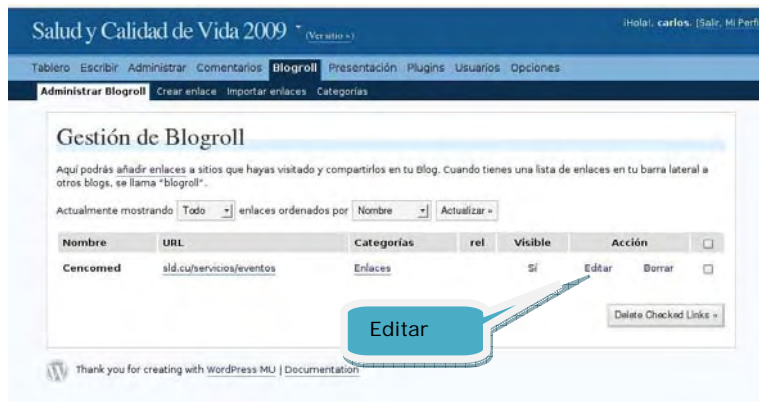 Salud y Calidad de Vida 2009 (Ver sitio »)
¡Hola!, carlos. [Salir, Mi Perfi
Tablero Escribir Administrar Comentarios Blogroll Presentación Plugins Usuarios Opciones
Administrar Blogroll Crear enlace Importar enlaces Categorías
Gestión de Blogroll
Aquí podrás añadir enlaces a sitios que hayas visitado y compartirlos en tu Blog. Cuando tienes una lista de enlaces en tu barra lateral a
otros blogs, se llama "blogroll".
Actualmente mostrando Todo enlaces ordenados por Nombre Actualizar »
Nombre URL Categorías rel Visible Acción
Cencomed sld.cu/servicios/eventos Enlaces Sí Editar Borrar
Editar
Delete Checked Links »
Thank you for creating with WordPress MU | Documentation